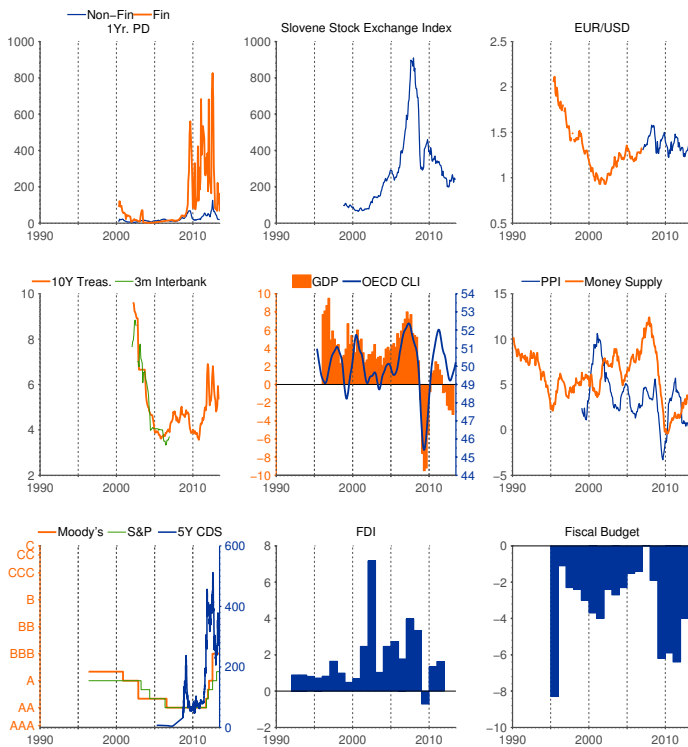 Non−Fin Fin
1Yr. PD
1000
800
600
400
200
0
1990 2000 2010
Slovene Stock Exchange Index
1000
800
600
400
200
0
1990 2000 2010
EUR/USD
2.5
2
1.5
1
0.5
1990 2000 2010
10Y Treas. 3m Interbank
10
8
6
4
2
1990 2000 2010
GDP OECD CLI
10 54
8 53
6 52
4 51
2 50
0 49
−2 48
−4 47
−6 46
−8 45
−10 44
1990 2000 2010
PPI Money Supply
15
10
5
0
−5
1990 2000 2010
Moody's S&P 5Y CDS
C 600
CC
CCC
B 400
BB
BBB 200
A
AA
AAA 0
1990 2000 2010
FDI
8
6
4
2
0
−2
1990 2000 2010
Fiscal Budget
0
−2
−4
−6
−8
−10
1990 2000 2010